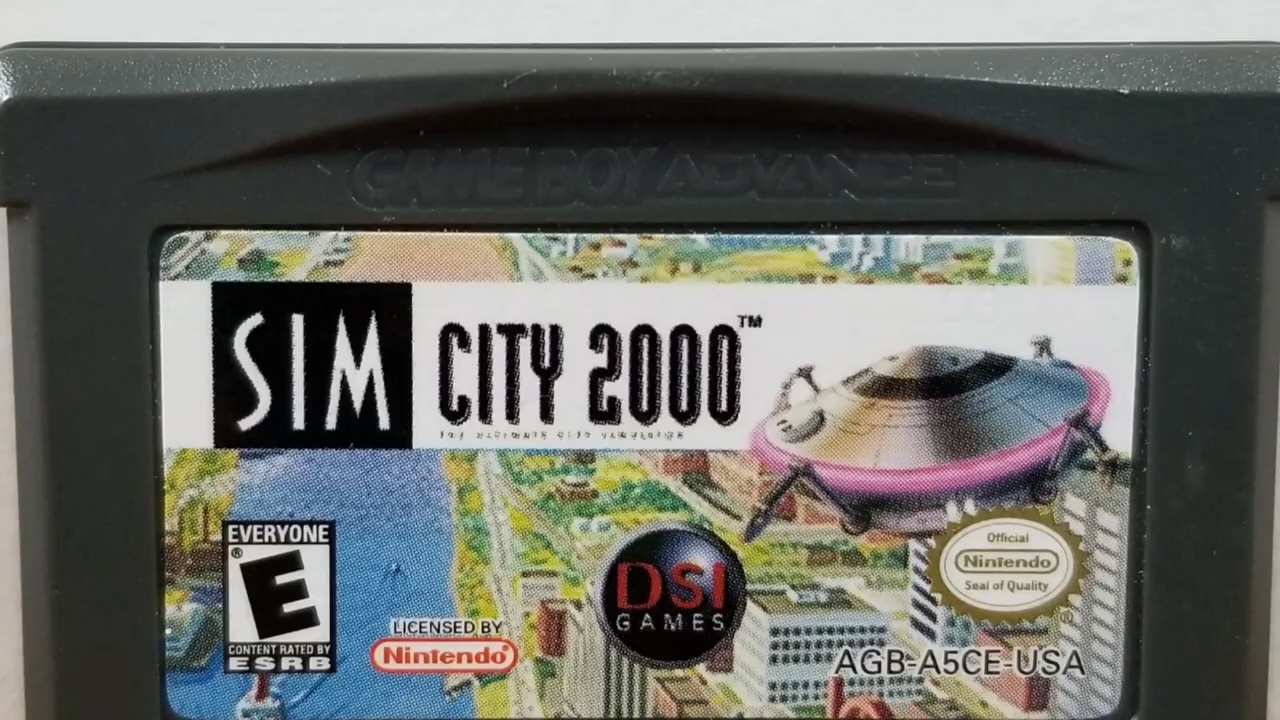 GAME BOY ADVANCE
SIM CITY 2000™
EVERYONE
E®
CONTENT RATED BY
ESRB
LICENSED BY
Nintendo®
DSI
GAMES
Official
Nintendo
Seal of Quality
AGB-A5CE-USA